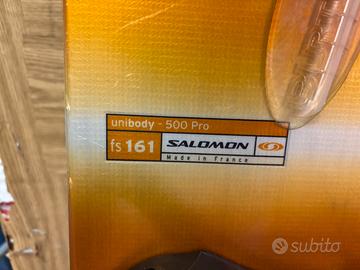 unibody - 500 Pro
fs 161 SALOMON
Made in France
subito